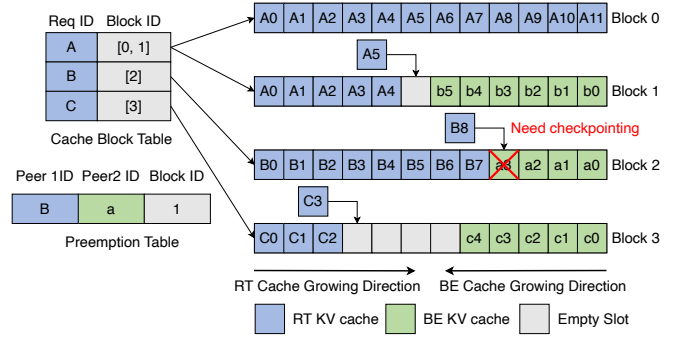 Req ID Block ID
A [0, 1]
B [2]
C [3]
Cache Block Table
Peer 1ID Peer2 ID Block ID
B a 1
Preemption Table
A0 A1 A2 A3 A4 A5 A6 A7 A8 A9 A10 A11 Block 0
A5
A0 A1 A2 A3 A4 b5 b4 b3 b2 b1 b0 Block 1
B8 Need checkpointing
B0 B1 B2 B3 B4 B5 B6 B7 a3 a2 a1 a0 Block 2
C3
C0 C1 C2 c4 c3 c2 c1 c0 Block 3
RT Cache Growing Direction BE Cache Growing Direction
RT KV cache BE KV cache Empty Slot